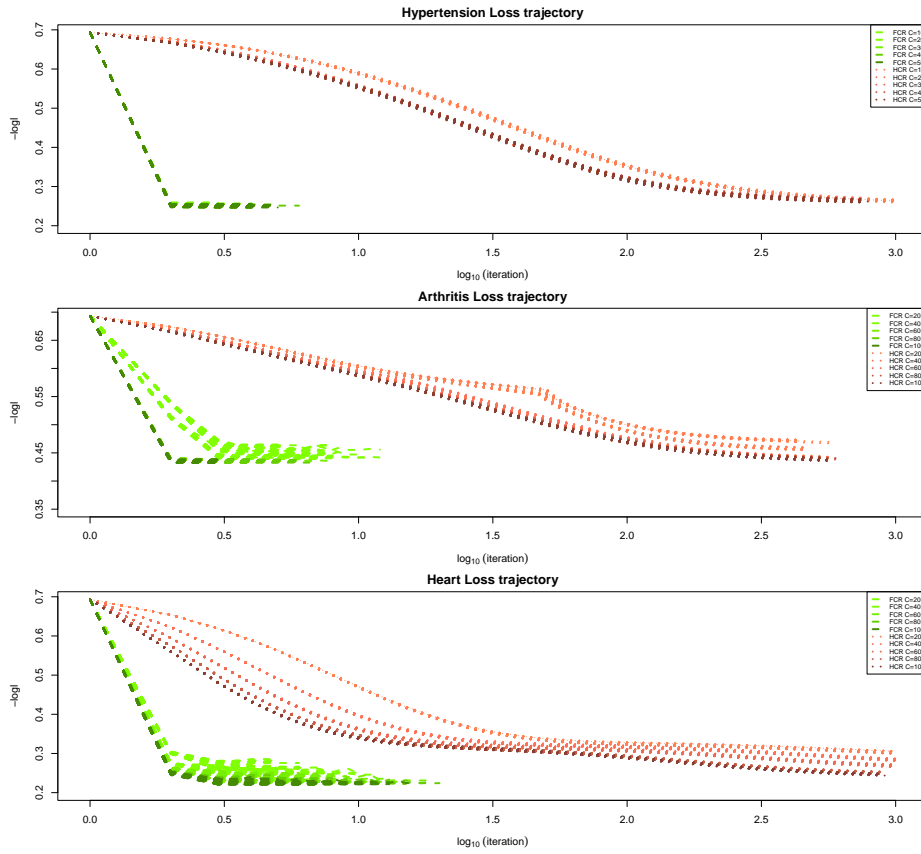 Hypertension Loss trajectory
−logl
0.7
0.6
0.5
0.4
0.3
0.2
FCR C=1
FCR C=2
FCR C=3
FCR C=4
FCR C=5
HCR C=1
HCR C=2
HCR C=3
HCR C=4
HCR C=5
0.0 0.5 1.0 1.5 2.0 2.5 3.0
log10 (iteration)
Arthritis Loss trajectory
−logl
0.65
0.55
0.45
0.35
FCR C=20
FCR C=40
FCR C=60
FCR C=80
FCR C=10
HCR C=20
HCR C=40
HCR C=60
HCR C=80
HCR C=10
0.0 0.5 1.0 1.5 2.0 2.5 3.0
log10 (iteration)
Heart Loss trajectory
−logl
0.7
0.6
0.5
0.4
0.3
0.2
FCR C=20
FCR C=40
FCR C=60
FCR C=80
FCR C=10
HCR C=20
HCR C=40
HCR C=60
HCR C=80
HCR C=10
0.0 0.5 1.0 1.5 2.0 2.5 3.0
log10 (iteration)